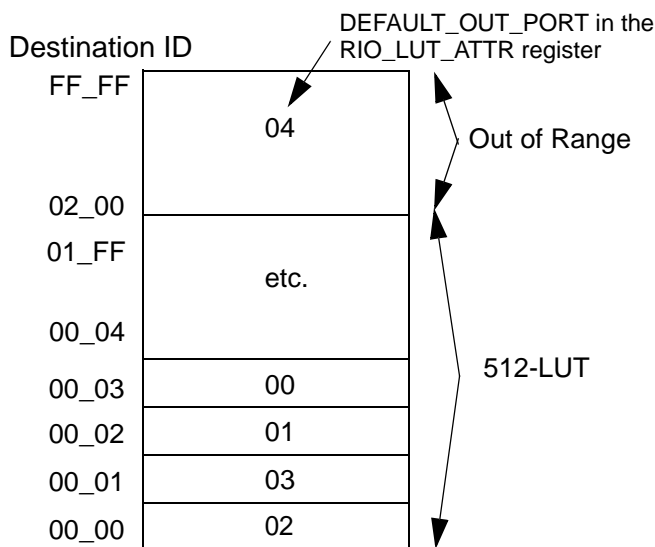 DEFAULT_OUT_PORT in the
RIO_LUT_ATTR register
Destination ID
FF_FF
04
Out of Range
02_00
01_FF
etc.
00_04
512-LUT
00_03
00
00_02
01
00_01
03
00_00
02